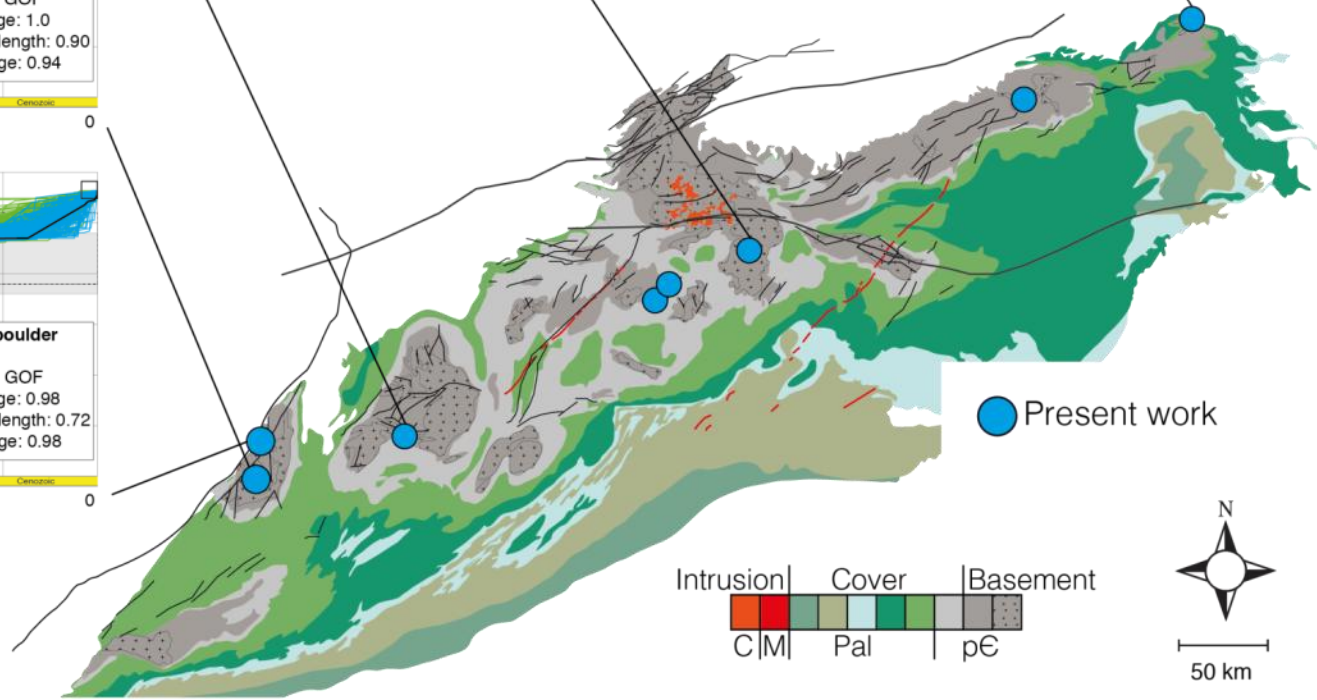 GOF
ge: 1.0
length: 0.90
ge: 0.94
Cenozoic
0
boulder
GOF
ge: 0.98
length: 0.72
ge: 0.98
Cenozoic
0
Present work
N
Intrusion Cover Basement
C M Pal pЄ
50 km